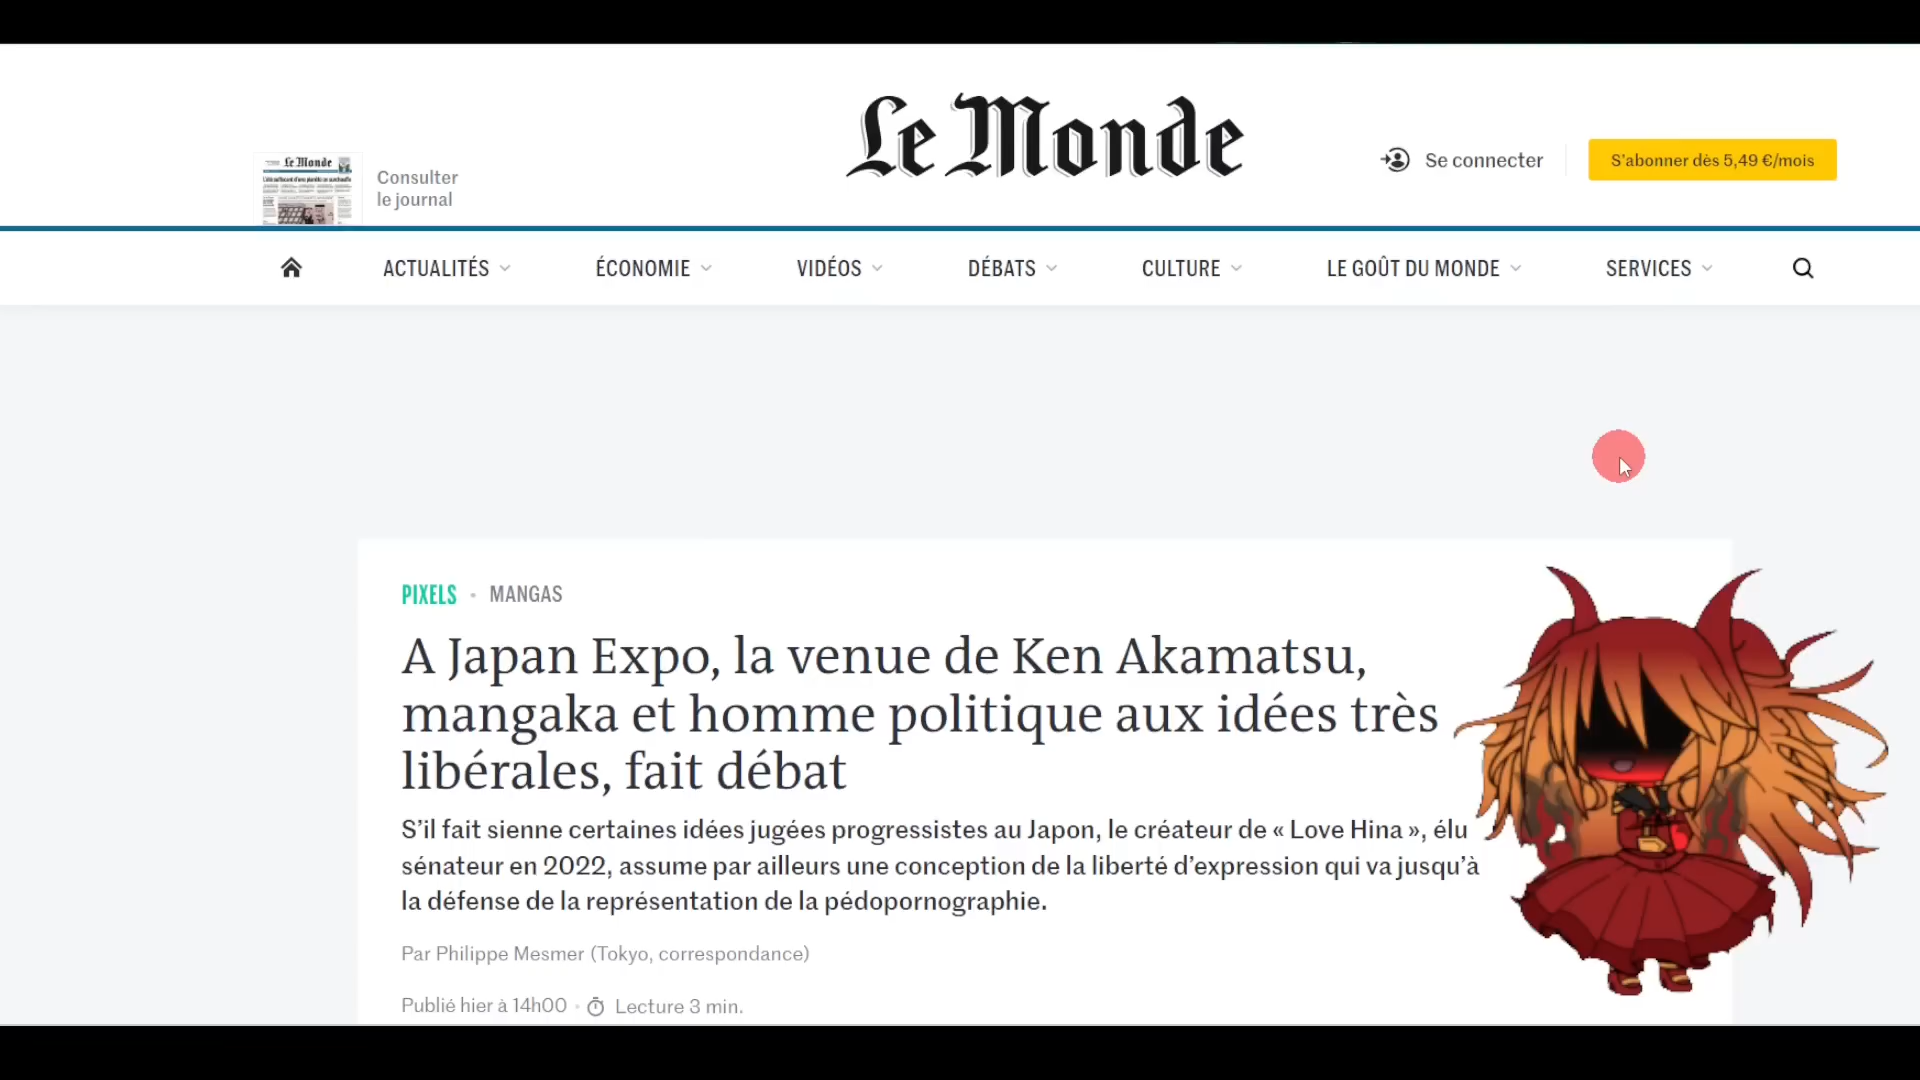 Le Monde
Le Monde
Consulter
le journal
Se connecter
S'abonner dès 5,49 €/mois
ACTUALITÉS
ÉCONOMIE
VIDÉOS
DÉBATS
CULTURE
LE GOÛT DU MONDE
SERVICES
PIXELS • MANGAS
A Japan Expo, la venue de Ken Akamatsu,
mangaka et homme politique aux idées très
libérales, fait débat
S’il fait sienne certaines idées jugées progressistes au Japon, le créateur de « Love Hina », élu
sénateur en 2022, assume par ailleurs une conception de la liberté d’expression qui va jusqu’à
la défense de la représentation de la pédopornographie.
Par Philippe Mesmer (Tokyo, correspondance)
Publié hier à 14h00 • Lecture 3 min.